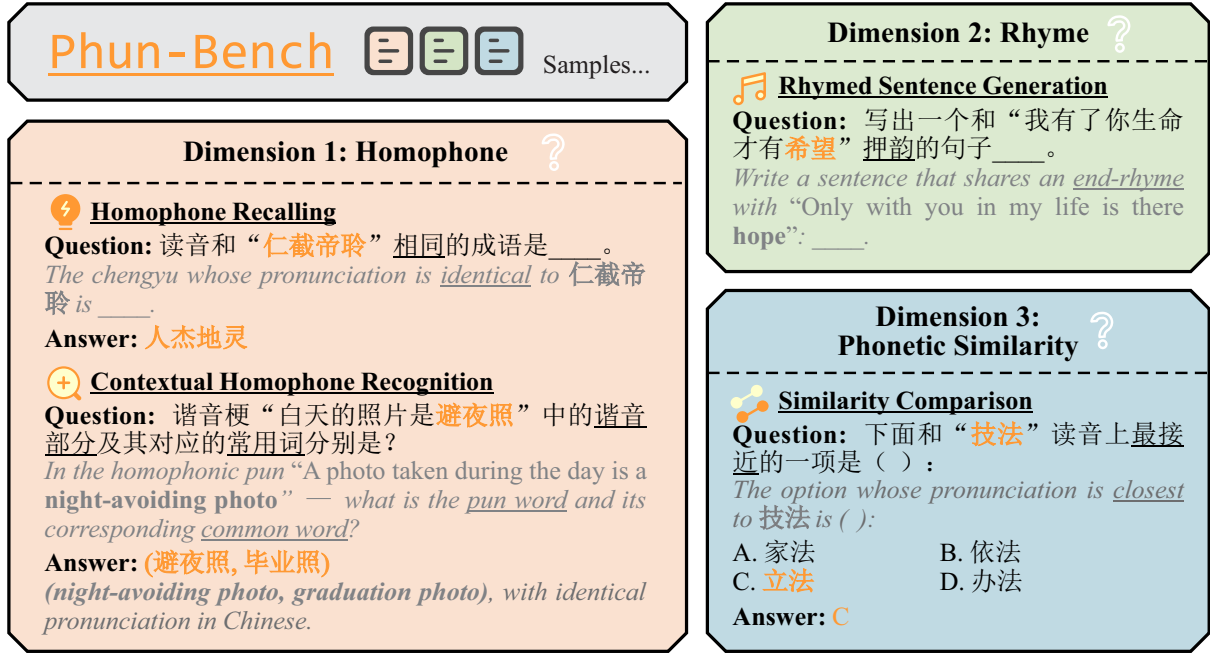 Phun-Bench
Samples...
Dimension 1: Homophone
Homophone Recalling
Question: 读音和“仁截帝聆”相同的成语是____。
The chengyu whose pronunciation is identical to 仁截帝
聆 is ____.
Answer: 人杰地灵
Contextual Homophone Recognition
Question: 谐音梗“白天的照片是避夜照”中的谐音
部分及其对应的常用词分别是?
In the homophonic pun “A photo taken during the day is a
night-avoiding photo” — what is the pun word and its
corresponding common word?
Answer: (避夜照, 毕业照)
(night-avoiding photo, graduation photo), with identical
pronunciation in Chinese.
Dimension 2: Rhyme
Rhymed Sentence Generation
Question: 写出一个和“我有了你生命
才有希望”押韵的句子____。
Write a sentence that shares an end-rhyme
with “Only with you in my life is there
hope”: ____.
Dimension 3:
Phonetic Similarity
Similarity Comparison
Question: 下面和“技法”读音上最接
近的一项是（ ）:
The option whose pronunciation is closest
to 技法 is ( ):
A. 家法 B. 依法
C. 立法 D. 办法
Answer: C